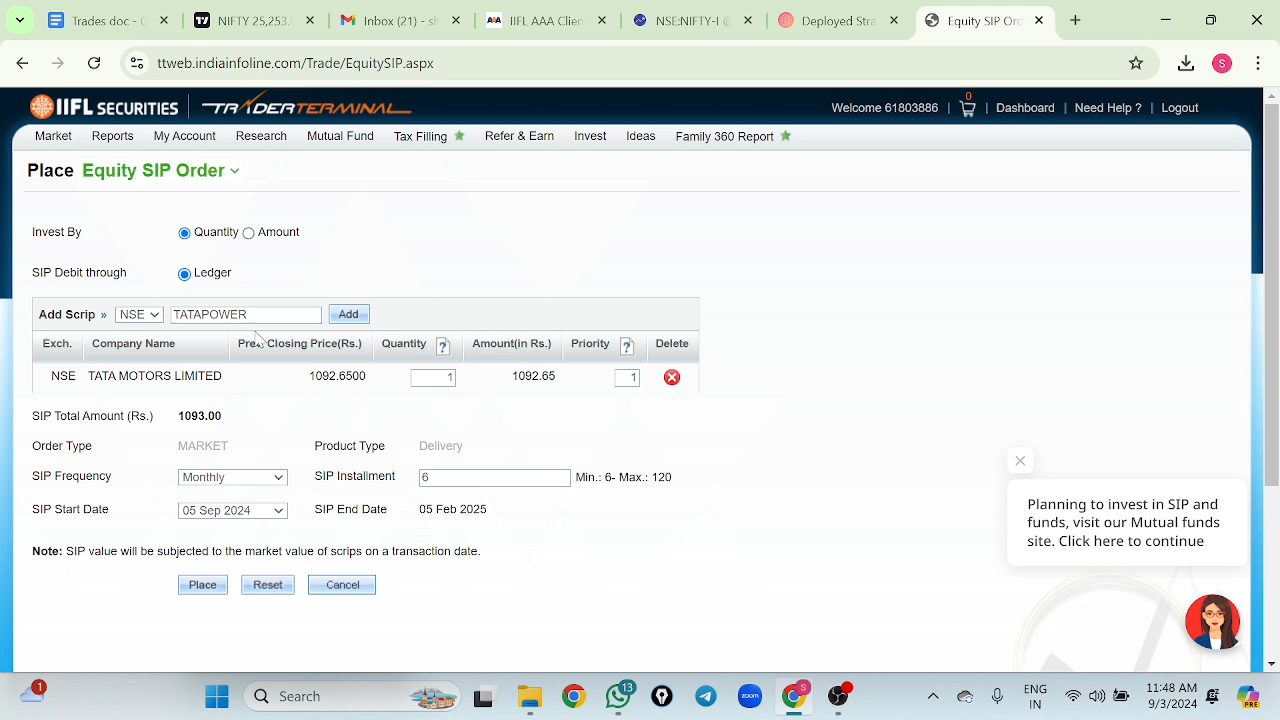 Trades doc - G
NIFTY 25,253.
Inbox (21) - sh
AAA IIFL AAA Clien
NSE:NIFTY-I @
Deployed Stra
Equity SIP Orc
ttweb.indiainfoline.com/Trade/EquitySIP.aspx
S
IIFL SECURITIES TRADER TERMINAL
Welcome 61803886 | 0 | Dashboard | Need Help ? | Logout
Market Reports My Account Research Mutual Fund Tax Filling Refer & Earn Invest Ideas Family 360 Report
Place Equity SIP Order
Invest By Quantity Amount
SIP Debit through Ledger
Add Scrip » NSE TATAPOWER Add
Exch. Company Name Prev Closing Price(Rs.) Quantity ? Amount(in Rs.) Priority ? Delete
NSE TATA MOTORS LIMITED 1092.6500 1 1092.65 1
SIP Total Amount (Rs.) 1093.00
Order Type MARKET Product Type Delivery
SIP Frequency Monthly SIP Installment 6 Min.: 6- Max.: 120
SIP Start Date 05 Sep 2024 SIP End Date 05 Feb 2025
Note: SIP value will be subjected to the market value of scrips on a transaction date.
Place Reset Cancel
Planning to invest in SIP and
funds, visit our Mutual funds
site. Click here to continue
1
Search
13
zoom
S
ENG
IN
11:48 AM
9/3/2024
PRE